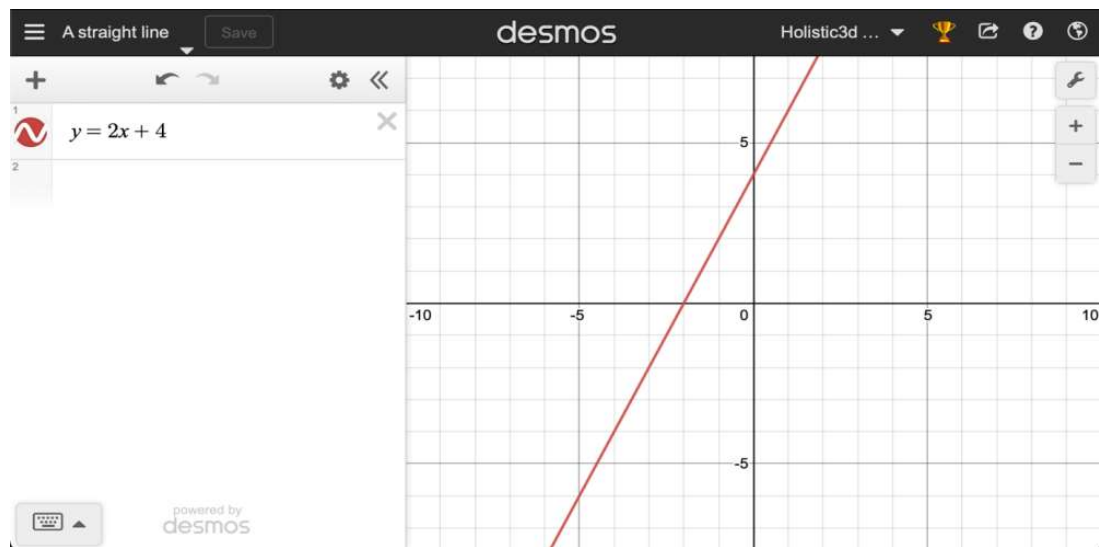 A straight line
Save
desmos
Holistic3d ...
1
y = 2x + 4
2
powered by
desmos
5
-10
-5
0
5
10
-5